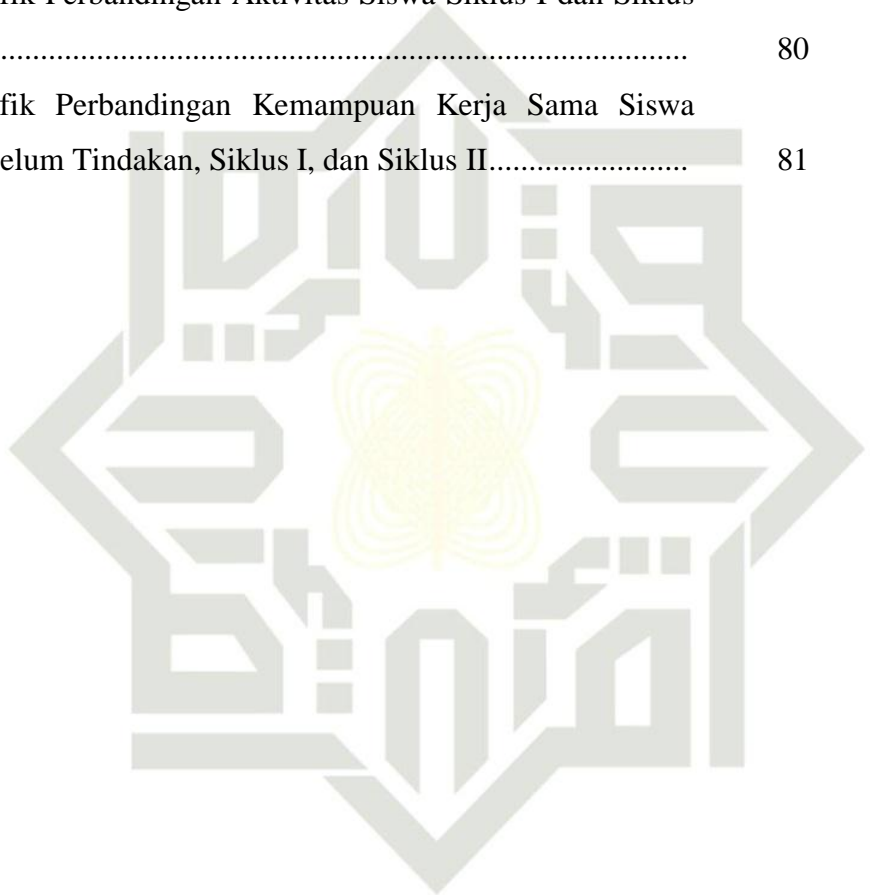 fik Perbandingan Aktivitas Siswa Siklus I dan Siklus
........................................................................... 80
fik Perbandingan Kemampuan Kerja Sama Siswa
elum Tindakan, Siklus I, dan Siklus II........................ 81